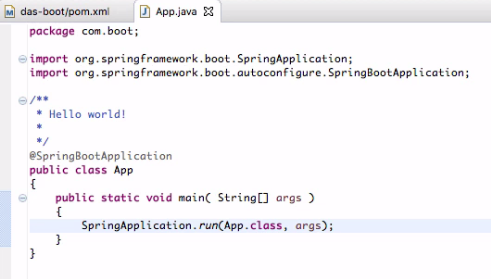 das-boot/pom.xml
App.java
package com.boot;
import org.springframework.boot.SpringApplication;
import org.springframework.boot.autoconfigure.SpringBootApplication;
/**
 * Hello world!
 *
 */
@SpringBootApplication
public class App
{
    public static void main( String[] args )
    {
        SpringApplication.run(App.class, args);
    }
}